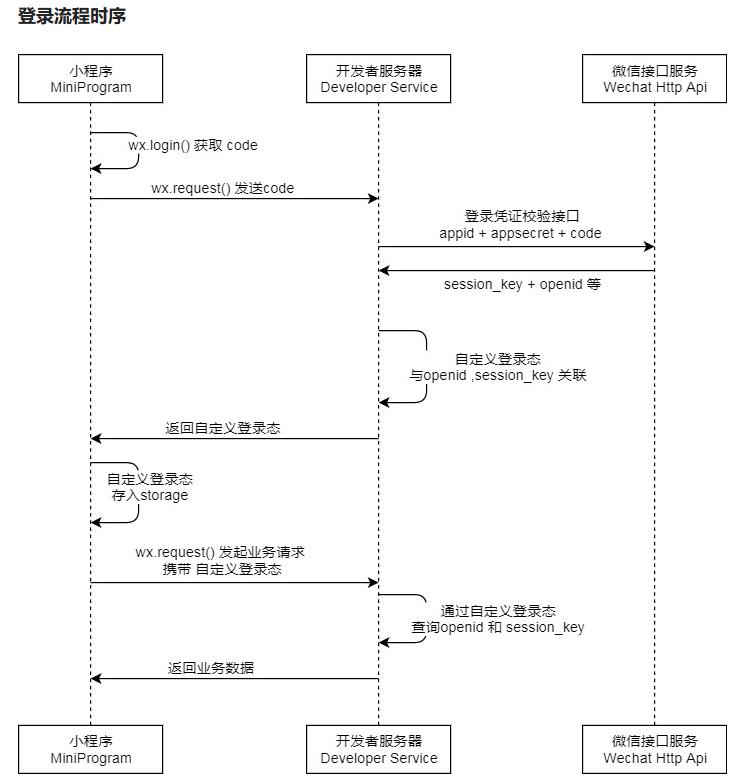 登录流程时序
小程序
MiniProgram
开发者服务器
Developer Service
微信接口服务
Wechat Http Api
wx.login() 获取 code
wx.request() 发送code
登录凭证校验接口
appid + appsecret + code
session_key + openid 等
自定义登录态
与openid ,session_key 关联
返回自定义登录态
自定义登录态
存入storage
wx.request() 发起业务请求
携带 自定义登录态
通过自定义登录态
查询openid 和 session_key
返回业务数据
小程序
MiniProgram
开发者服务器
Developer Service
微信接口服务
Wechat Http Api